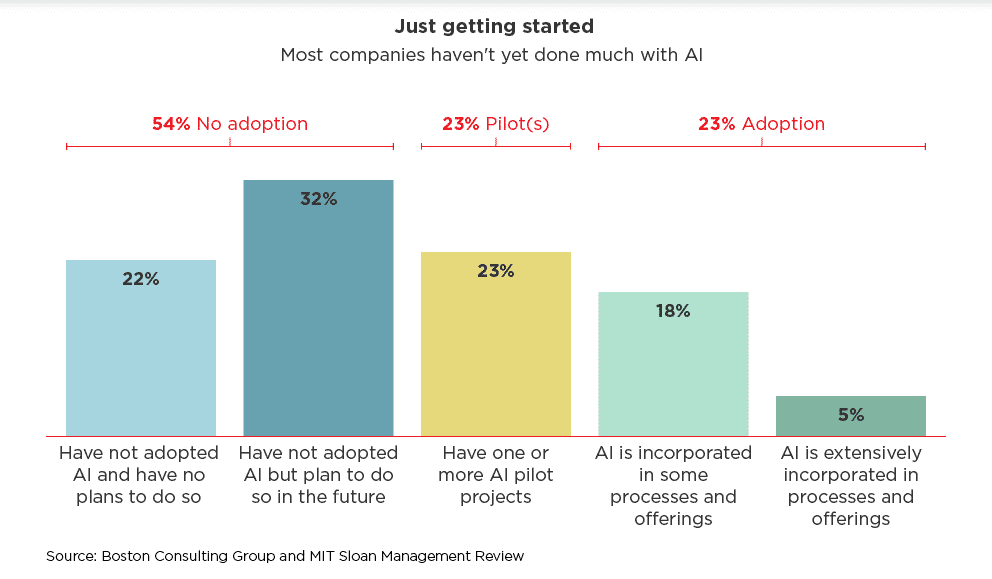 Just getting started
Most companies haven't yet done much with AI
54% No adoption
23% Pilot(s)
23% Adoption
22%
32%
23%
18%
5%
Have not adopted
AI and have no
plans to do so
Have not adopted
AI but plan to do
so in the future
Have one or
more AI pilot
projects
AI is incorporated
in some
processes and
offerings
AI is extensively
incorporated in
processes and
offerings
Source: Boston Consulting Group and MIT Sloan Management Review